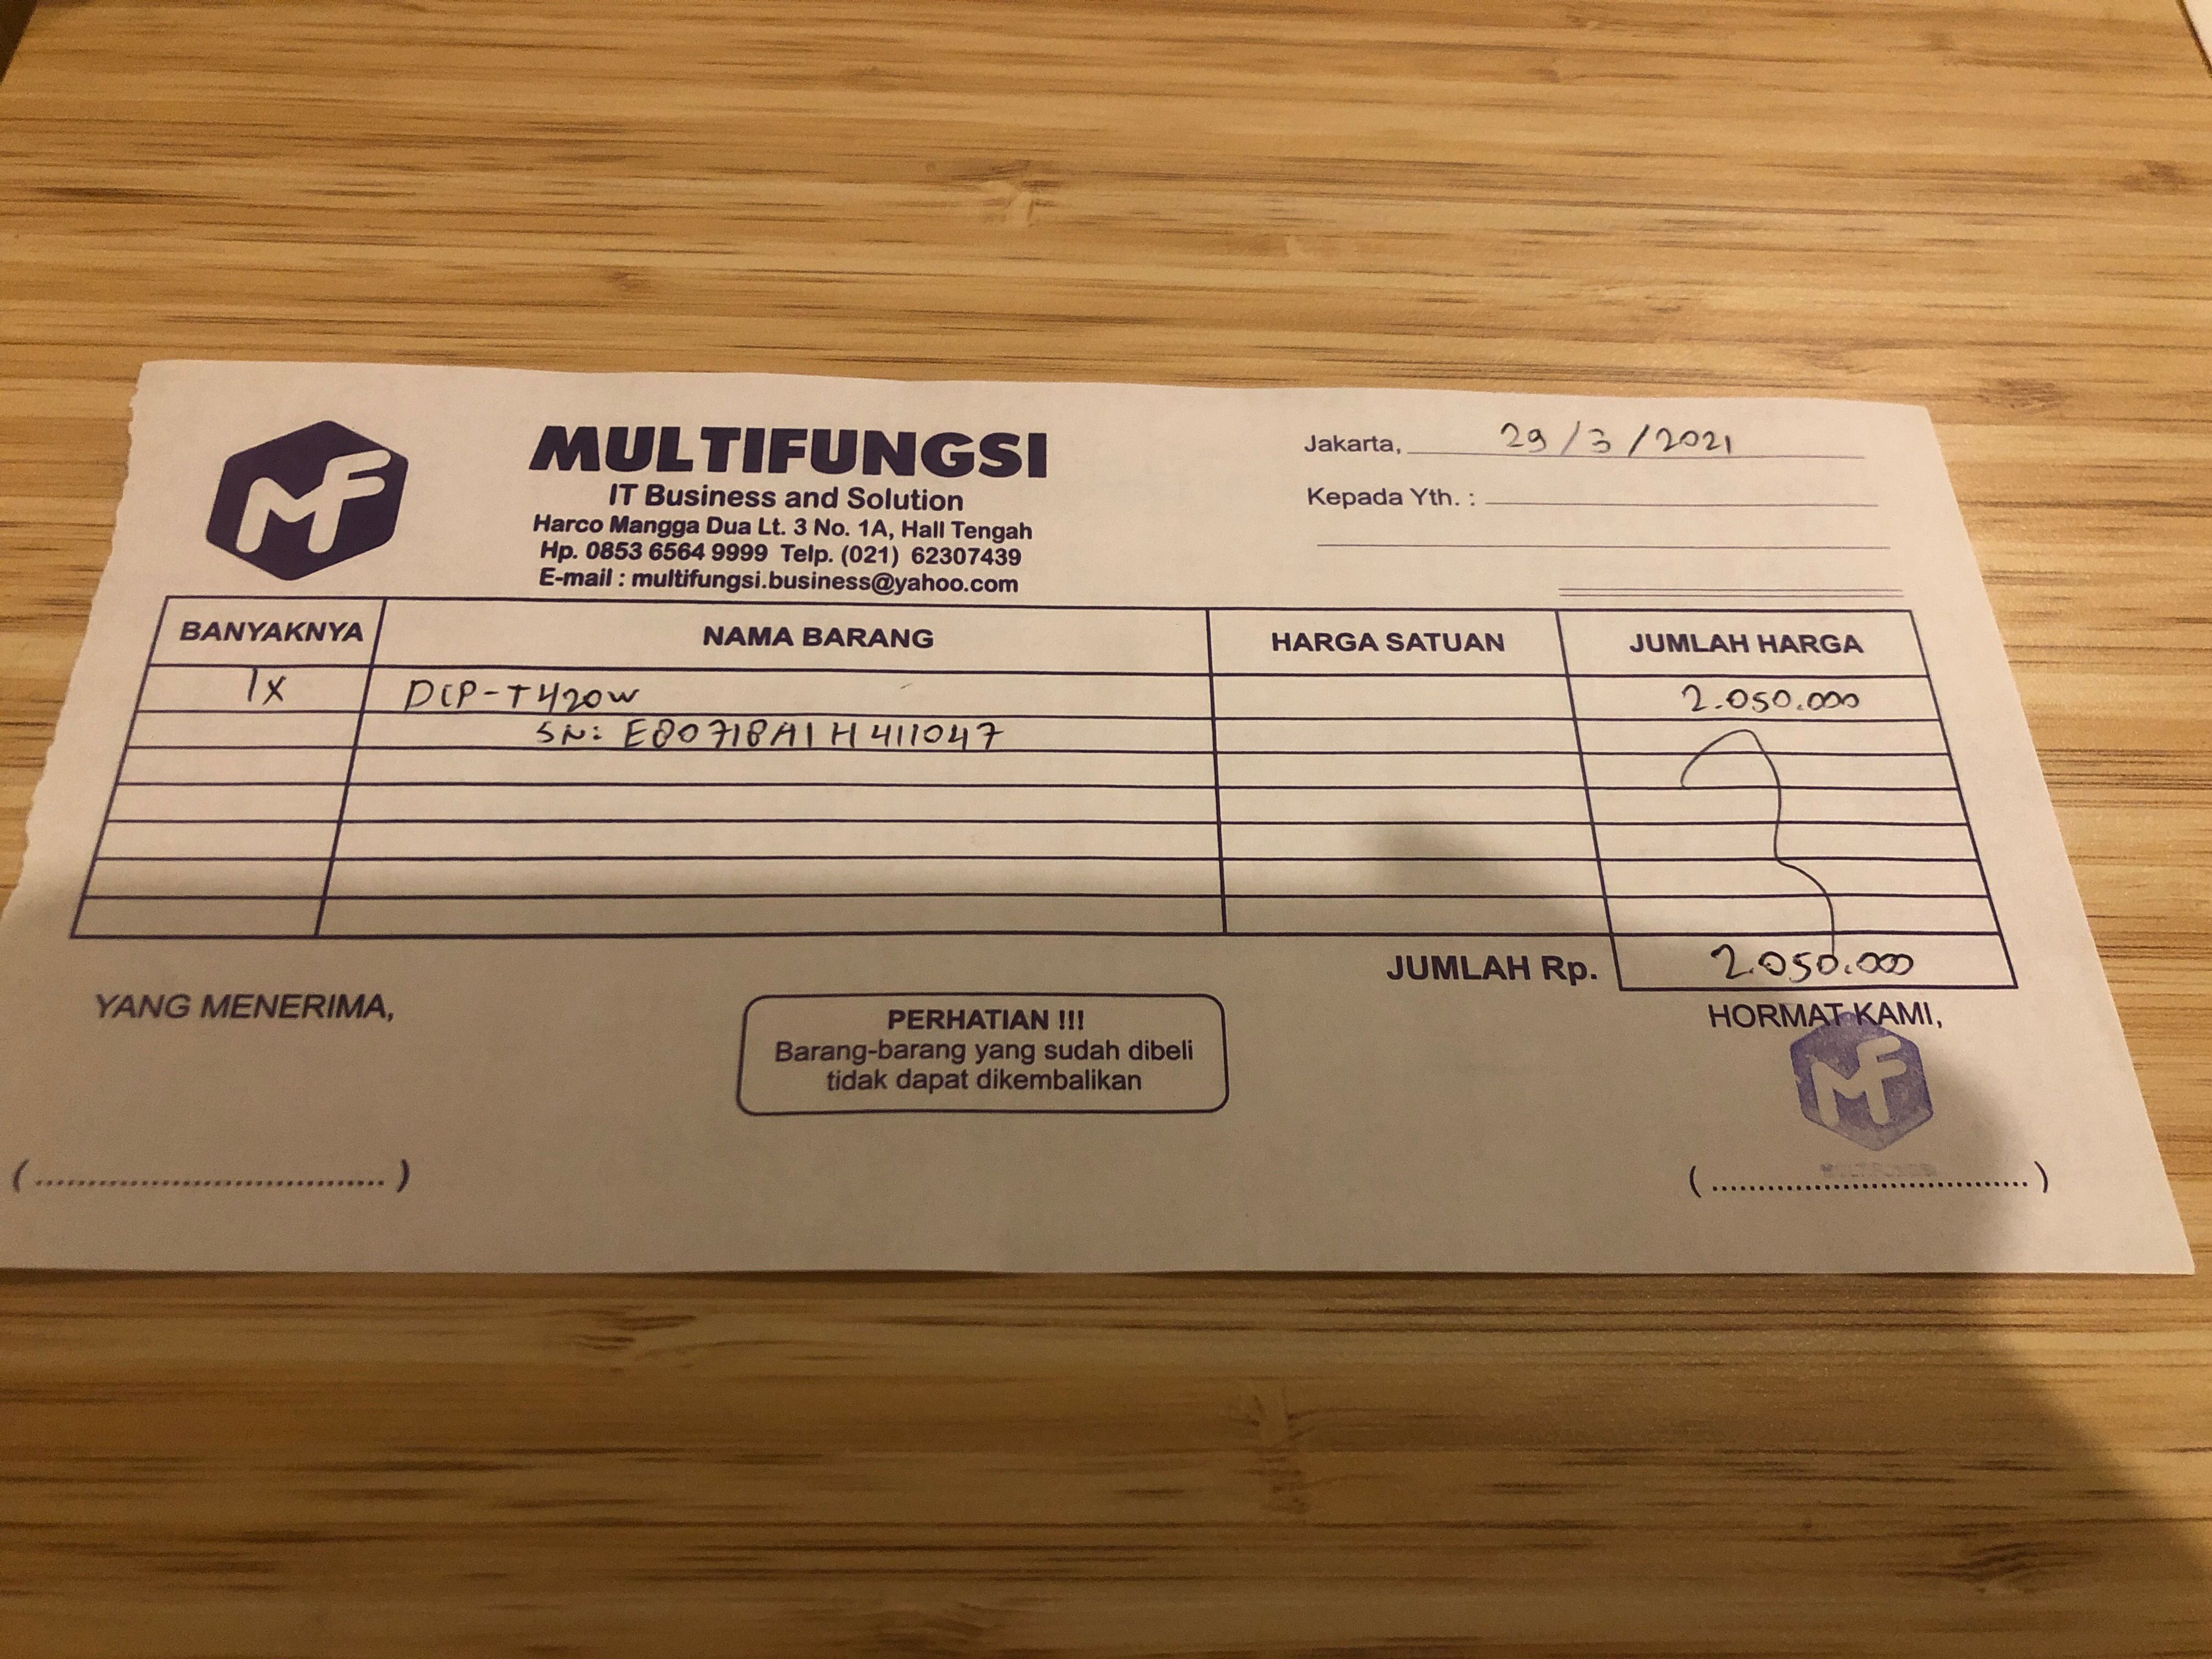 MF
MULTIFUNGSI
IT Business and Solution
Harco Mangga Dua Lt. 3 No. 1A, Hall Tengah
Hp. 0853 6564 9999 Telp. (021) 62307439
E-mail : multifungsi.business@yahoo.com
Jakarta, 29/3/2021
Kepada Yth. :
BANYAKNYA NAMA BARANG HARGA SATUAN JUMLAH HARGA
1x DCP-T420W 2.050.000
SN: E80718A1H411047
JUMLAH Rp. 2.050.000
YANG MENERIMA,
PERHATIAN !!!
Barang-barang yang sudah dibeli
tidak dapat dikembalikan
HORMAT KAMI,
MF
(..................................)
(..................................)